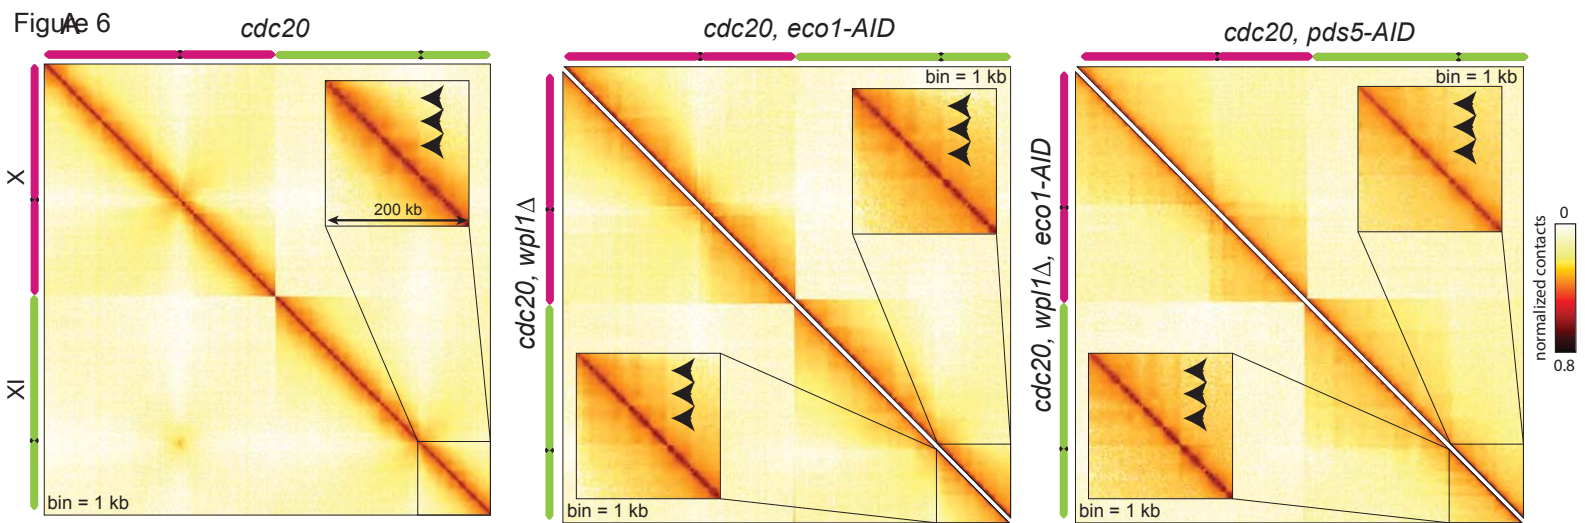 Figure 6
A
cdc20
cdc20, eco1-AID
cdc20, pds5-AID
X
XI
200 kb
bin = 1 kb
cdc20, wpl1Δ
bin = 1 kb
bin = 1 kb
cdc20, wpl1Δ, eco1-AID
bin = 1 kb
bin = 1 kb
0
normalized contacts
0.8